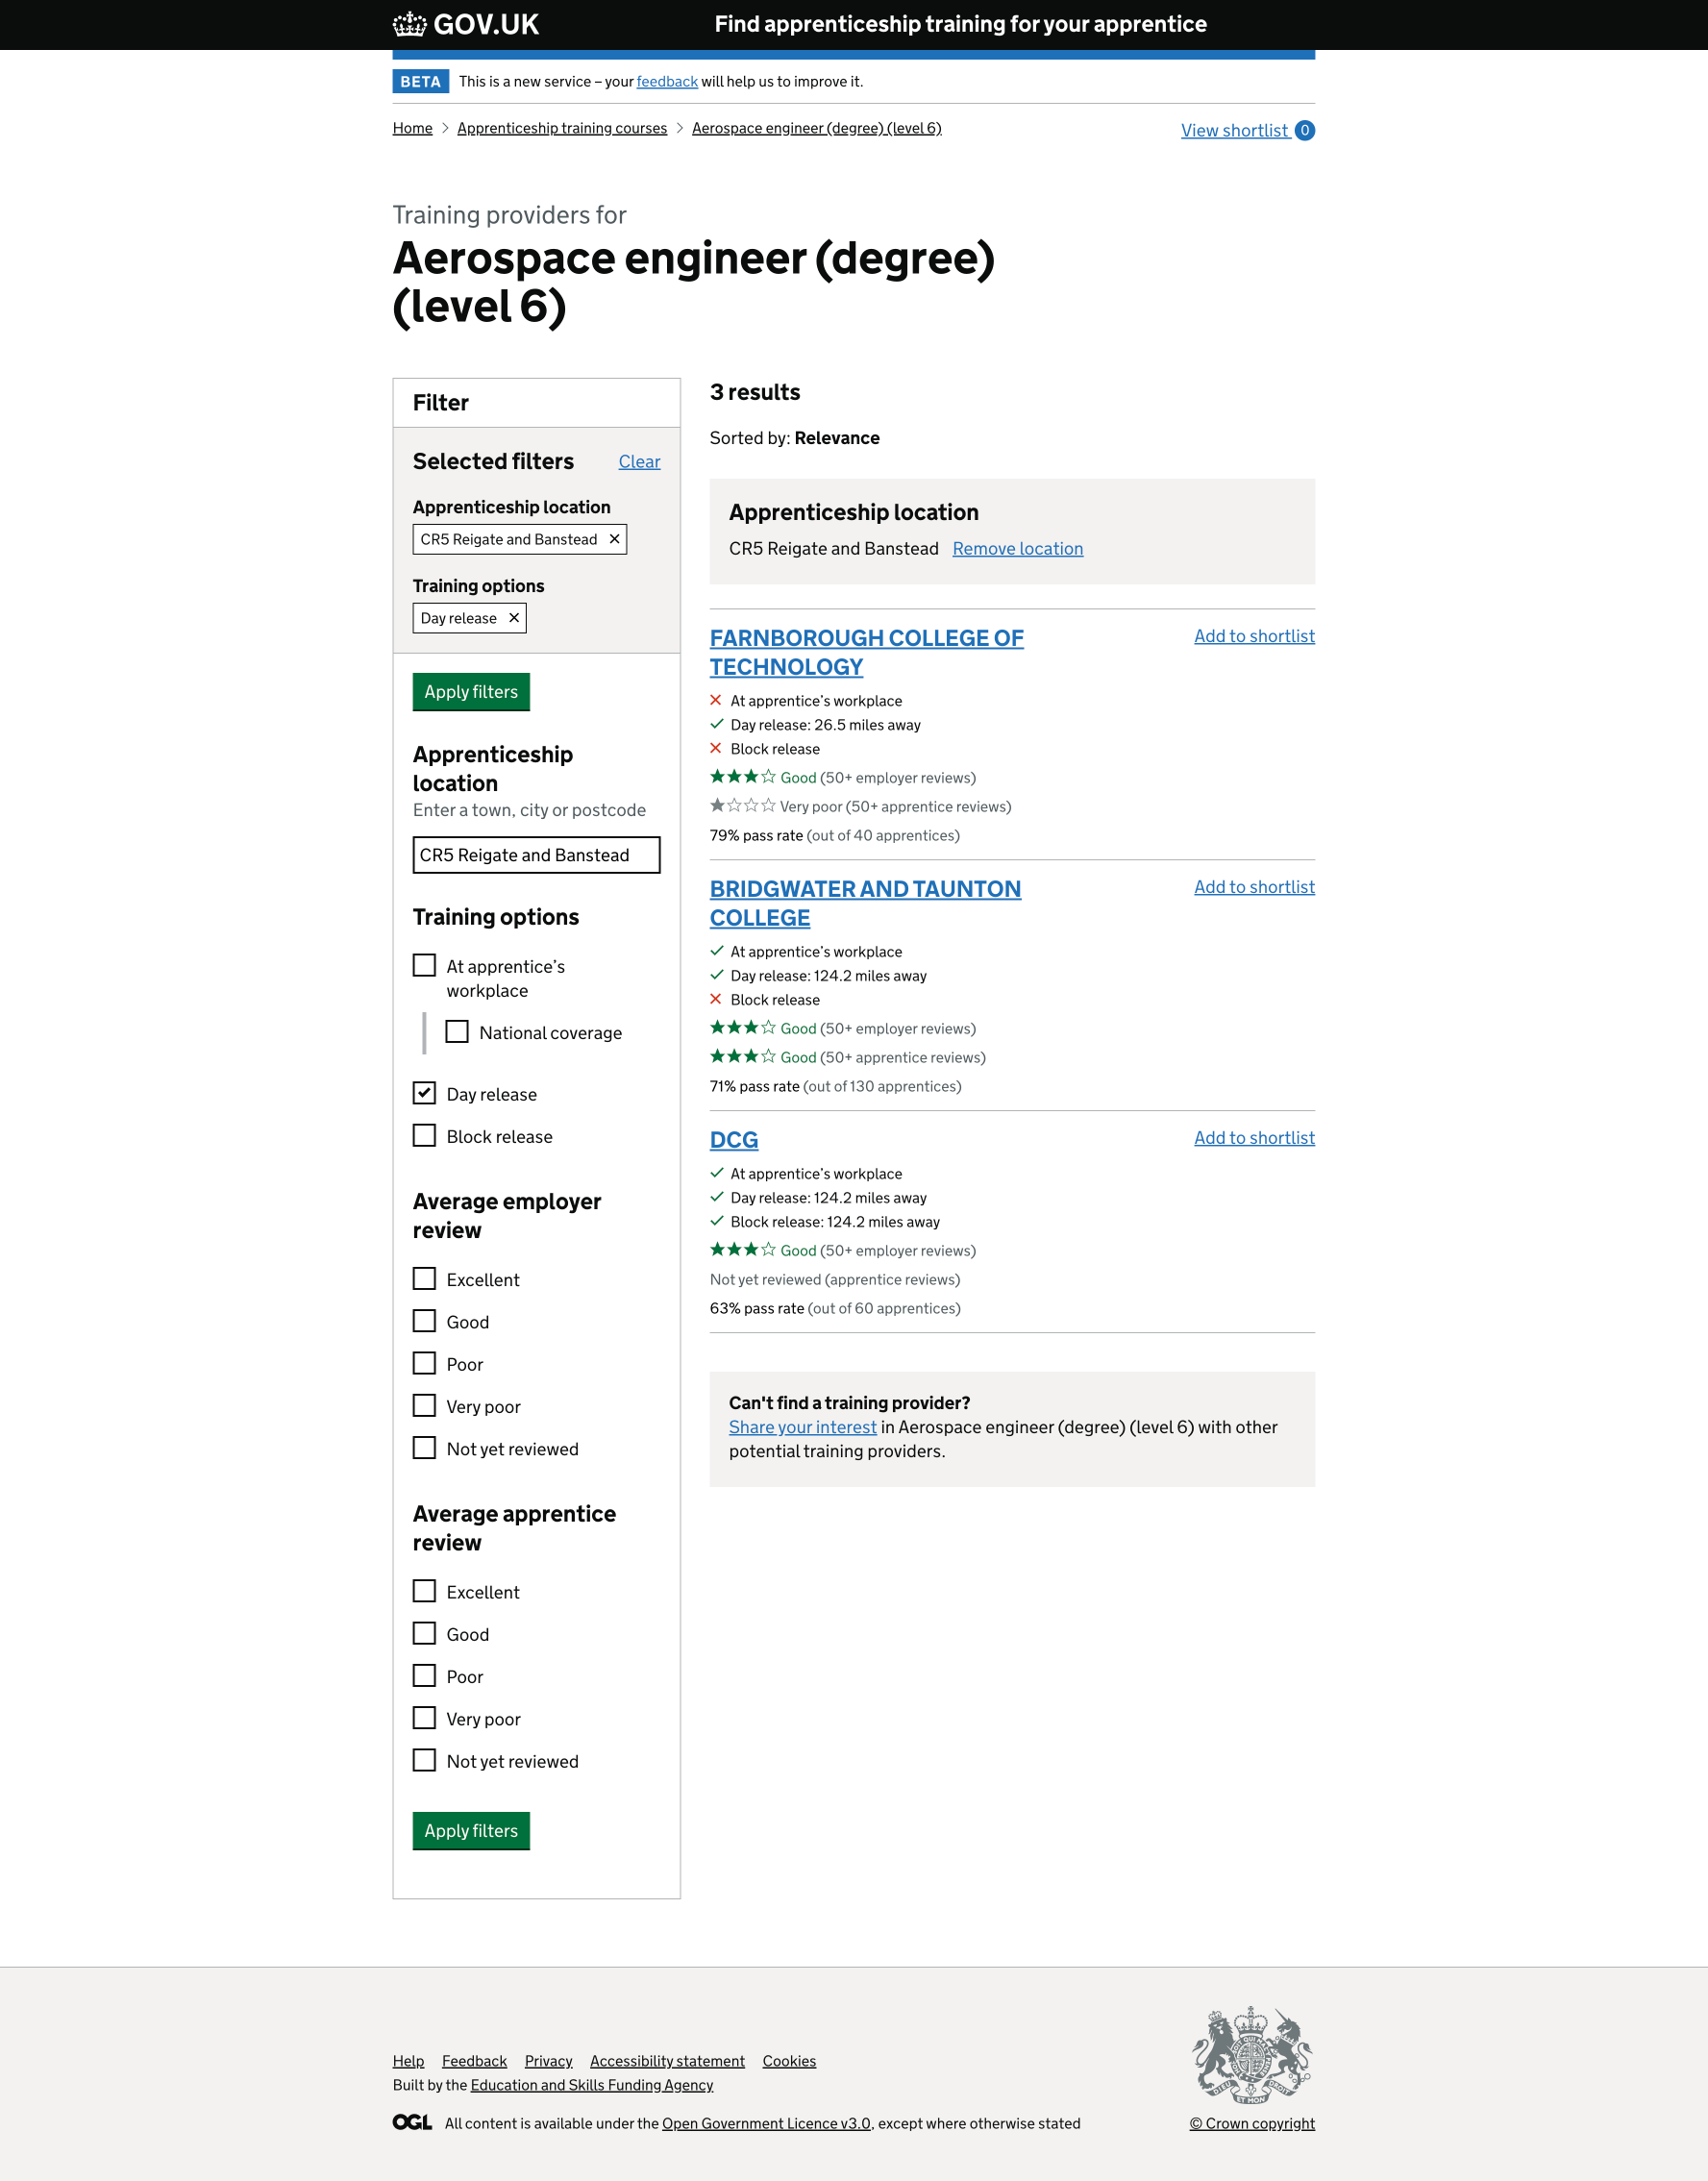 GOV.UK
Find apprenticeship training for your apprentice
BETA This is a new service – your feedback will help us to improve it.
Home > Apprenticeship training courses > Aerospace engineer (degree) (level 6)
View shortlist 0
Training providers for
Aerospace engineer (degree)
(level 6)
Filter
Selected filters Clear
Apprenticeship location
CR5 Reigate and Banstead ✕
Training options
Day release ✕
Apply filters
Apprenticeship
location
Enter a town, city or postcode
CR5 Reigate and Banstead
Training options
At apprentice’s
workplace
National coverage
Day release
Block release
Average employer
review
Excellent
Good
Poor
Very poor
Not yet reviewed
Average apprentice
review
Excellent
Good
Poor
Very poor
Not yet reviewed
Apply filters
3 results
Sorted by: Relevance
Apprenticeship location
CR5 Reigate and Banstead Remove location
FARNBOROUGH COLLEGE OF
TECHNOLOGY
Add to shortlist
At apprentice’s workplace
Day release: 26.5 miles away
Block release
Good (50+ employer reviews)
Very poor (50+ apprentice reviews)
79% pass rate (out of 40 apprentices)
BRIDGWATER AND TAUNTON
COLLEGE
Add to shortlist
At apprentice’s workplace
Day release: 124.2 miles away
Block release
Good (50+ employer reviews)
Good (50+ apprentice reviews)
71% pass rate (out of 130 apprentices)
DCG
Add to shortlist
At apprentice’s workplace
Day release: 124.2 miles away
Block release: 124.2 miles away
Good (50+ employer reviews)
Not yet reviewed (apprentice reviews)
63% pass rate (out of 60 apprentices)
Can't find a training provider?
Share your interest in Aerospace engineer (degree) (level 6) with other
potential training providers.
Help Feedback Privacy Accessibility statement Cookies
Built by the Education and Skills Funding Agency
OGL All content is available under the Open Government Licence v3.0, except where otherwise stated
DIEU ET MON DROIT
© Crown copyright